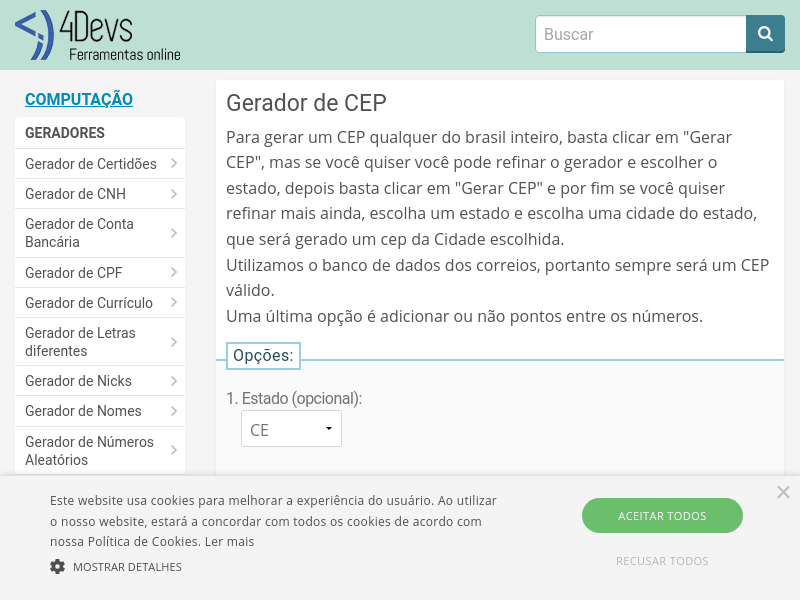 4Devs
Ferramentas online
Buscar
COMPUTAÇÃO
GERADORES
Gerador de Certidões
Gerador de CNH
Gerador de Conta
Bancária
Gerador de CPF
Gerador de Currículo
Gerador de Letras
diferentes
Gerador de Nicks
Gerador de Nomes
Gerador de Números
Aleatórios
Gerador de CEP
Para gerar um CEP qualquer do brasil inteiro, basta clicar em "Gerar
CEP", mas se você quiser você pode refinar o gerador e escolher o
estado, depois basta clicar em "Gerar CEP" e por fim se você quiser
refinar mais ainda, escolha um estado e escolha uma cidade do estado,
que será gerado um cep da Cidade escolhida.
Utilizamos o banco de dados dos correios, portanto sempre será um CEP
válido.
Uma última opção é adicionar ou não pontos entre os números.
Opções:
1. Estado (opcional):
CE
Este website usa cookies para melhorar a experiência do usuário. Ao utilizar
o nosso website, estará a concordar com todos os cookies de acordo com
nossa Política de Cookies. Ler mais
MOSTRAR DETALHES
ACEITAR TODOS
RECUSAR TODOS